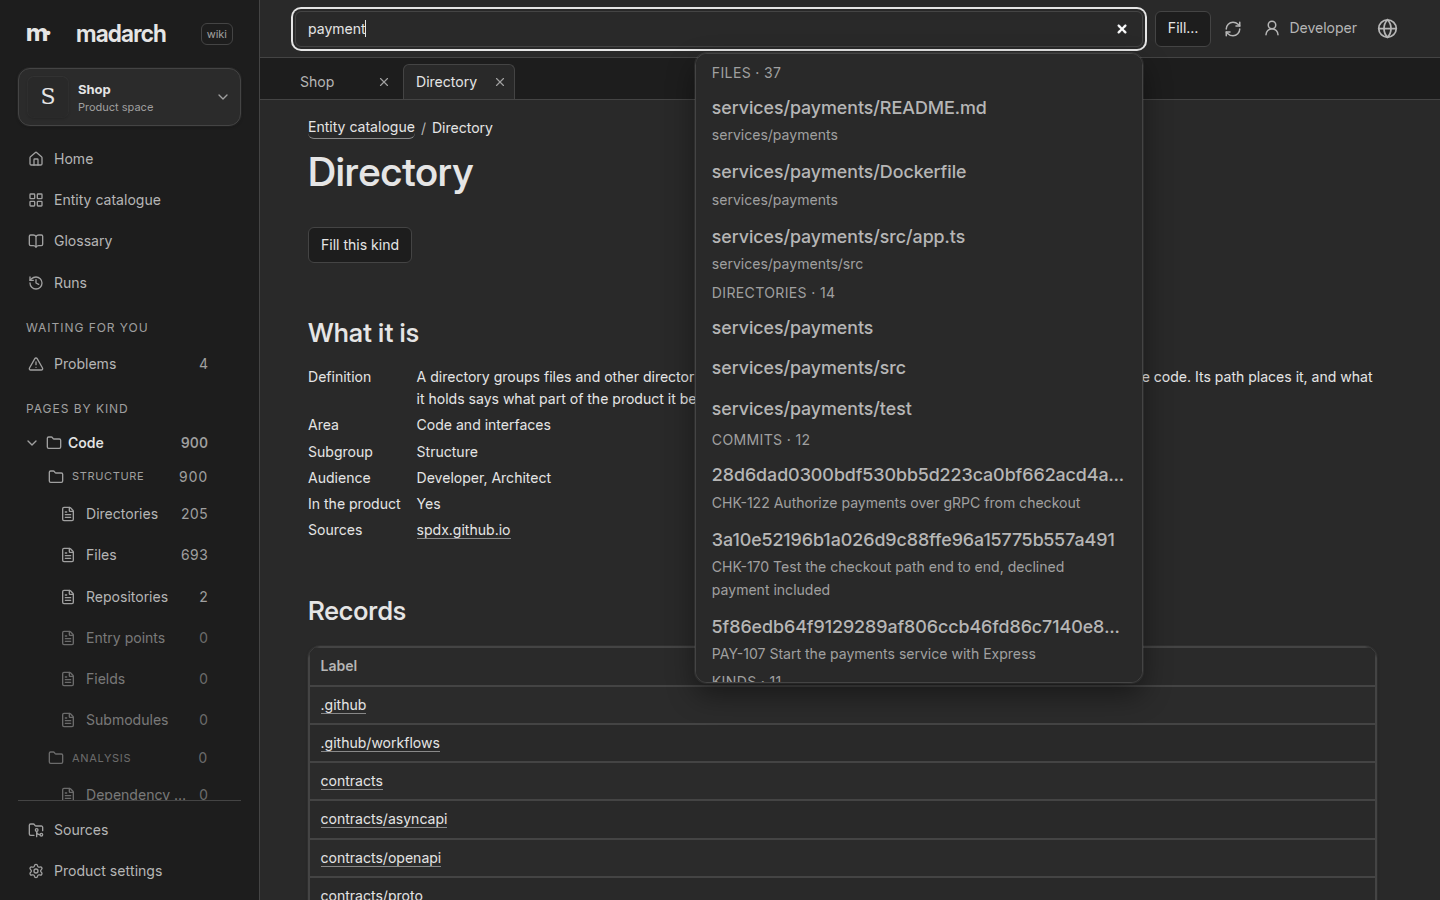 madarch
wiki
payment
Fill...
Developer
S
Shop
Product space
Shop
Directory
Home
Entity catalogue
Glossary
Runs
WAITING FOR YOU
Problems 4
PAGES BY KIND
Code 900
STRUCTURE 900
Directories 205
Files 693
Repositories 2
Entry points 0
Fields 0
Submodules 0
ANALYSIS 0
Dependency ... 0
Sources
Product settings
Entity catalogue / Directory
Directory
Fill this kind
What it is
Definition A directory groups files and other director
e code. Its path places it, and what
it holds says what part of the product it be
Area Code and interfaces
Subgroup Structure
Audience Developer, Architect
In the product Yes
Sources spdx.github.io
Records
Label
.github
.github/workflows
contracts
contracts/asyncapi
contracts/openapi
contracts/proto
FILES · 37
services/payments/README.md
services/payments
services/payments/Dockerfile
services/payments
services/payments/src/app.ts
services/payments/src
DIRECTORIES · 14
services/payments
services/payments/src
services/payments/test
COMMITS · 12
28d6dad0300bdf530bb5d223ca0bf662acd4a...
CHK-122 Authorize payments over gRPC from checkout
3a10e52196b1a026d9c88ffe96a15775b557a491
CHK-170 Test the checkout path end to end, declined
payment included
5f86edb64f9129289af806ccb46fd86c7140e8...
PAY-107 Start the payments service with Express
KINDS · 11